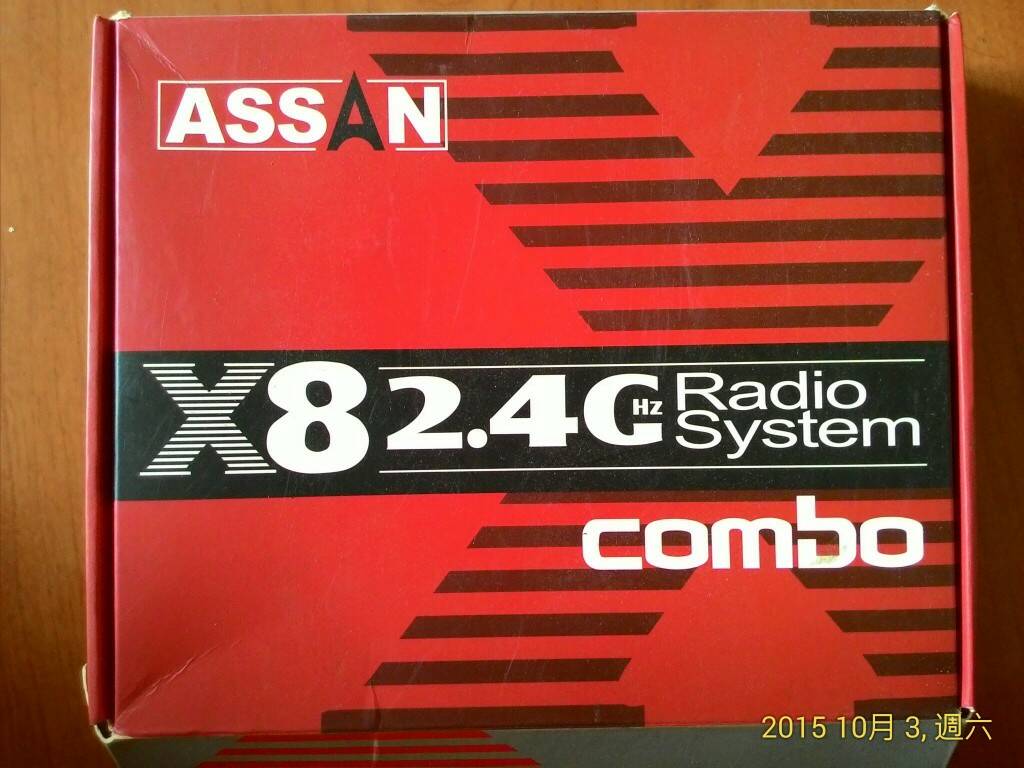 ASSAN
X8 2.4GHz Radio System
combo
2015 10月 3, 週六